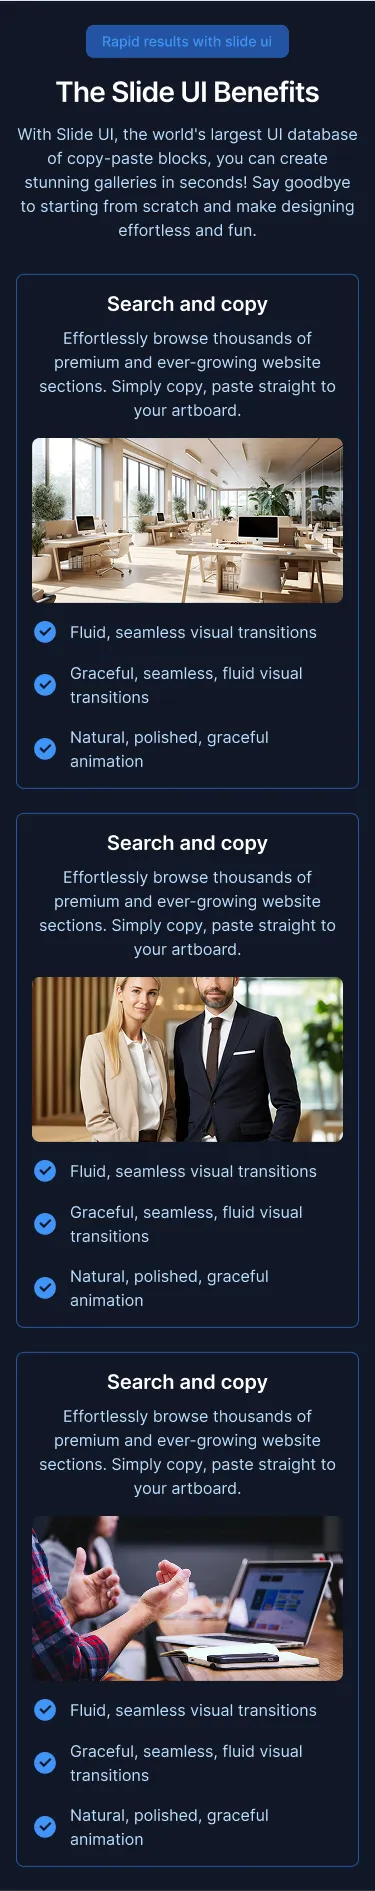 Rapid results with slide ui
The Slide UI Benefits
With Slide UI, the world's largest UI database
of copy-paste blocks, you can create
stunning galleries in seconds! Say goodbye
to starting from scratch and make designing
effortless and fun.
Search and copy
Effortlessly browse thousands of
premium and ever-growing website
sections. Simply copy, paste straight to
your artboard.
Fluid, seamless visual transitions
Graceful, seamless, fluid visual
transitions
Natural, polished, graceful
animation
Search and copy
Effortlessly browse thousands of
premium and ever-growing website
sections. Simply copy, paste straight to
your artboard.
Fluid, seamless visual transitions
Graceful, seamless, fluid visual
transitions
Natural, polished, graceful
animation
Search and copy
Effortlessly browse thousands of
premium and ever-growing website
sections. Simply copy, paste straight to
your artboard.
Fluid, seamless visual transitions
Graceful, seamless, fluid visual
transitions
Natural, polished, graceful
animation